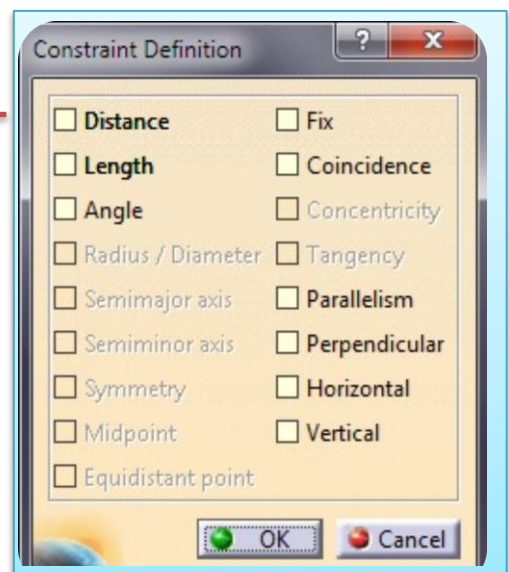 Constraint Definition ? X
Distance
Length
Angle
Radius / Diameter
Semimajor axis
Semiminor axis
Symmetry
Midpoint
Equidistant point
Fix
Coincidence
Concentricity
Tangency
Parallelism
Perpendicular
Horizontal
Vertical
OK Cancel